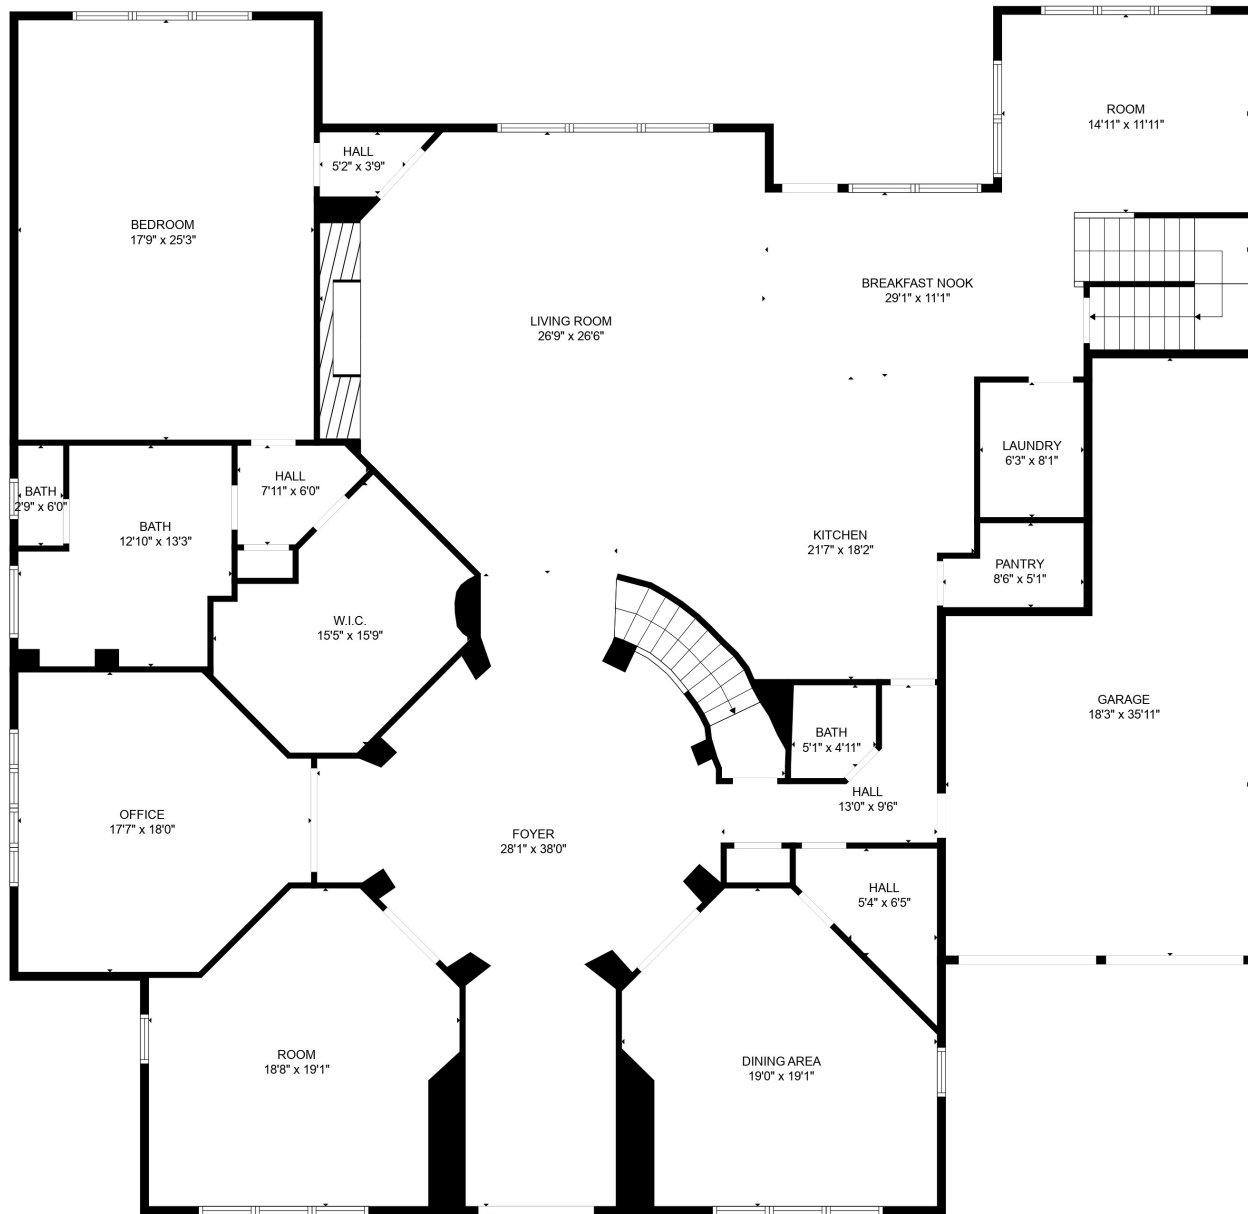 ROOM
14'11" x 11'11"
HALL
5'2" x 3'9"
BEDROOM
17'9" x 25'3"
BREAKFAST NOOK
29'1" x 11'1"
LIVING ROOM
26'9" x 26'6"
LAUNDRY
6'3" x 8'1"
HALL
7'11" x 6'0"
BATH
2'9" x 6'0"
BATH
12'10" x 13'3"
KITCHEN
21'7" x 18'2"
PANTRY
8'6" x 5'1"
W.I.C.
15'5" x 15'9"
GARAGE
18'3" x 35'11"
BATH
5'1" x 4'11"
HALL
13'0" x 9'6"
OFFICE
17'7" x 18'0"
FOYER
28'1" x 38'0"
HALL
5'4" x 6'5"
ROOM
18'8" x 19'1"
DINING AREA
19'0" x 19'1"